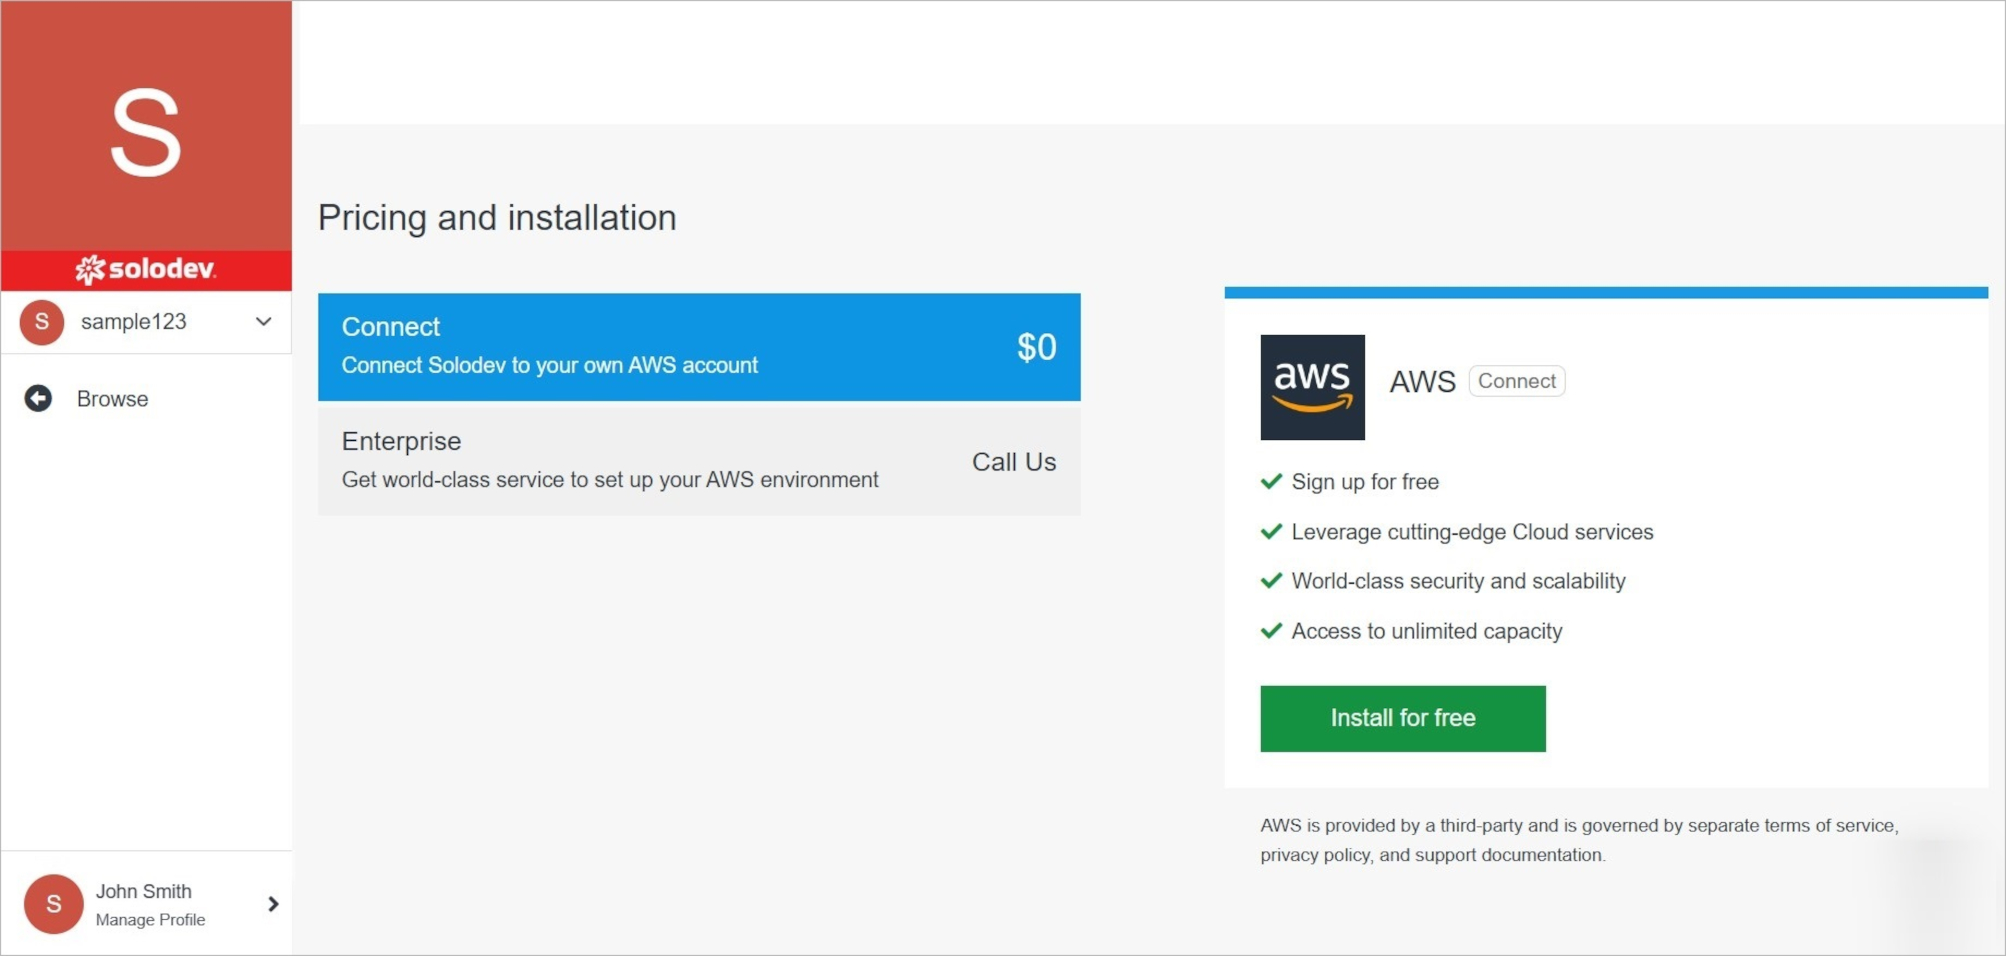 S
solodev
S
sample123
Browse
Pricing and installation
Connect
Connect Solodev to your own AWS account
$0
Enterprise
Get world-class service to set up your AWS environment
Call Us
aws
AWS
Connect
Sign up for free
Leverage cutting-edge Cloud services
World-class security and scalability
Access to unlimited capacity
Install for free
AWS is provided by a third-party and is governed by separate terms of service,
privacy policy, and support documentation.
S
John Smith
Manage Profile